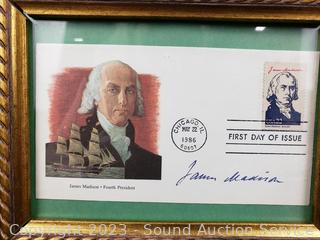 James Madison
CHICAGO, IL
MAY 22
1986
60607
FIRST DAY OF ISSUE
James Madison • Fourth President
James Madison
Copyright 2023 - Sound Auction Service